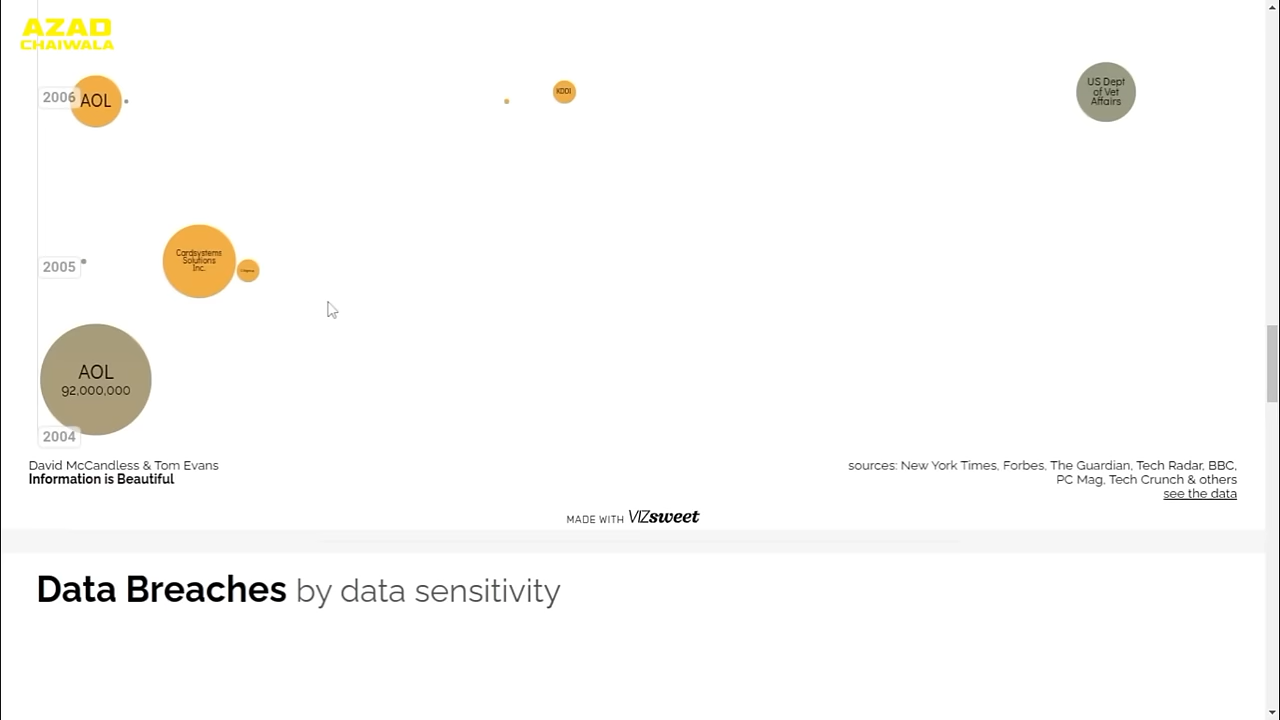 AZAD
CHAIWALA
2006
AOL
KDDI
US Dept
of Vet
Affairs
2005
Cardsystems
Solutions
Inc.
AOL
92,000,000
2004
David McCandless & Tom Evans
Information is Beautiful
sources: New York Times, Forbes, The Guardian, Tech Radar, BBC,
PC Mag, Tech Crunch & others
see the data
MADE WITH VIZsweet
Data Breaches by data sensitivity